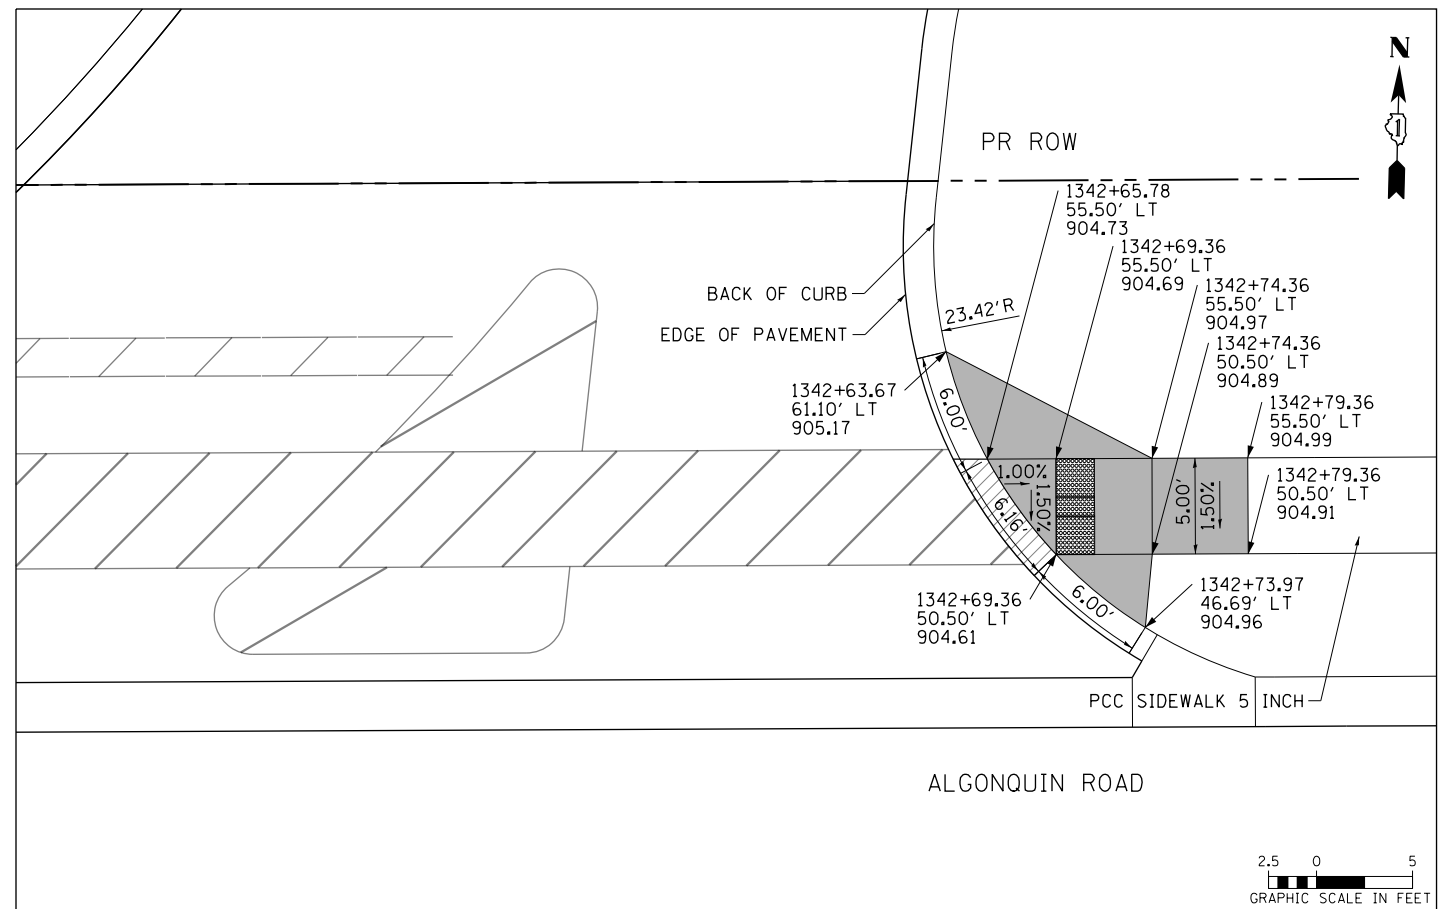 N
1
PR ROW
1342+65.78
55.50' LT
904.73
1342+69.36
55.50' LT
904.69
1342+74.36
55.50' LT
904.97
1342+74.36
50.50' LT
904.89
BACK OF CURB
EDGE OF PAVEMENT
23.42'R
1342+63.67
61.10' LT
905.17
1342+79.36
55.50' LT
904.99
6.00'
1.00%
1.50%
6.16'
5.00'
1.50%
1342+79.36
50.50' LT
904.91
1342+69.36
50.50' LT
904.61
6.00'
1342+73.97
46.69' LT
904.96
PCC SIDEWALK 5 INCH
ALGONQUIN ROAD
2.5 0 5
GRAPHIC SCALE IN FEET